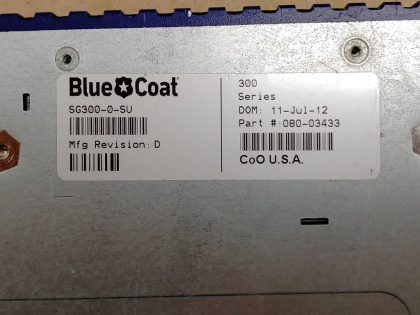 Blue Coat
SG300-0-SU
Mfg Revision: D
300
Series
DOM: 11-Jul-12
Part #:080-03433
CoO U.S.A.